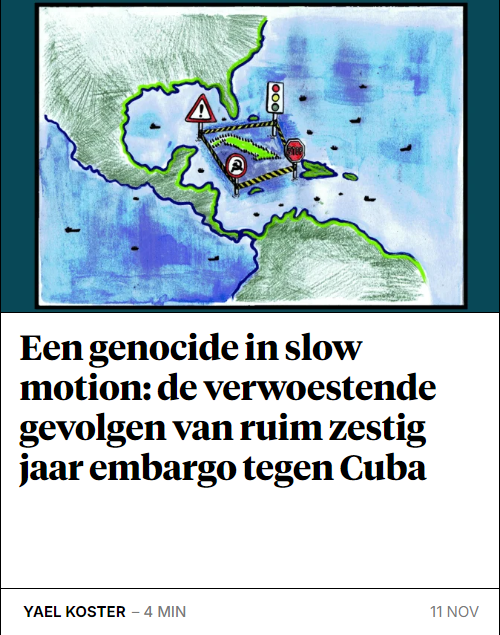 Een genocide in slow
motion: de verwoestende
gevolgen van ruim zestig
jaar embargo tegen Cuba
YAEL KOSTER – 4 MIN
11 NOV